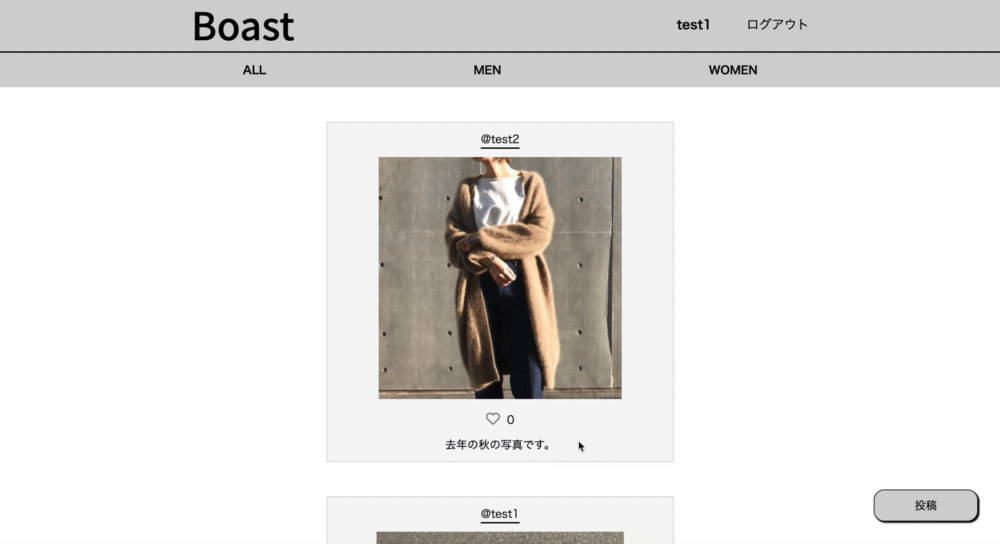 Boast
test1 ログアウト
ALL MEN WOMEN
@test2
0
去年の秋の写真です。
@test1
投稿